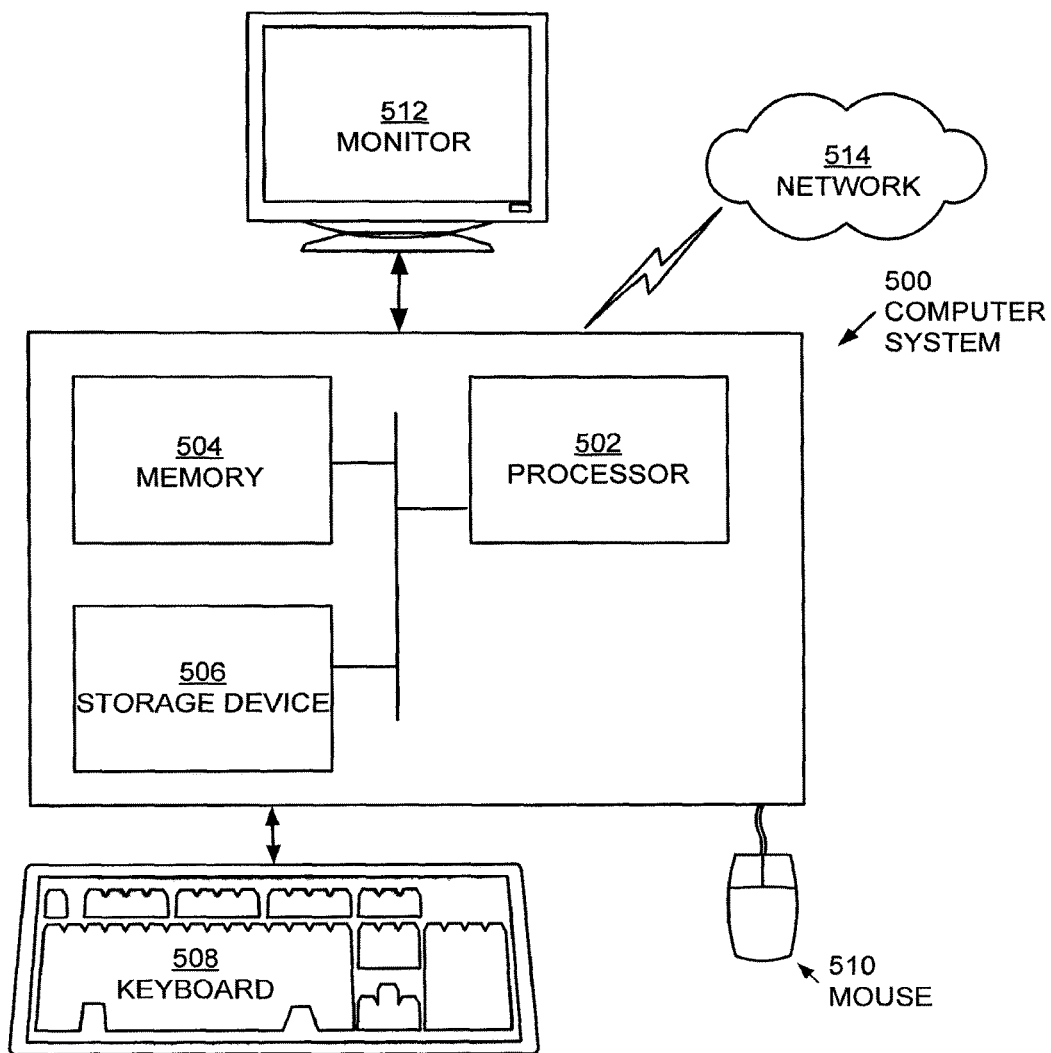 512
MONITOR
514
NETWORK
500
COMPUTER
SYSTEM
504
MEMORY
502
PROCESSOR
506
STORAGE DEVICE
508
KEYBOARD
510
MOUSE